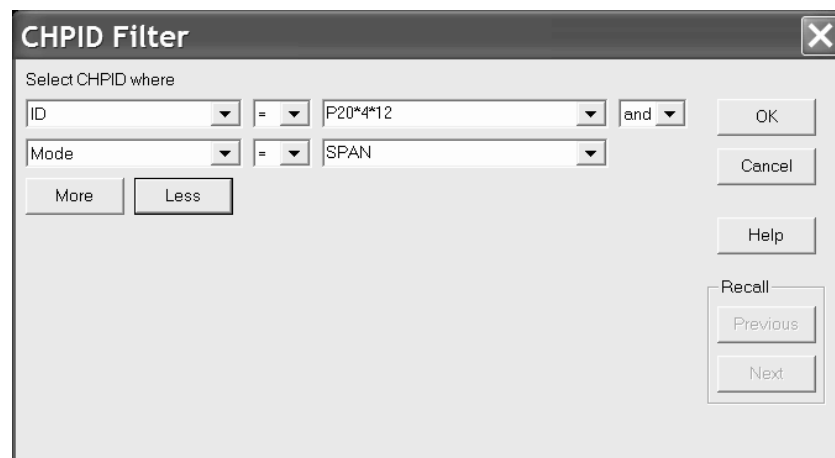 CHPID Filter
Select CHPID where
ID = P20*4*12 and OK
Mode = SPAN Cancel
More Less
Help
Recall
Previous
Next